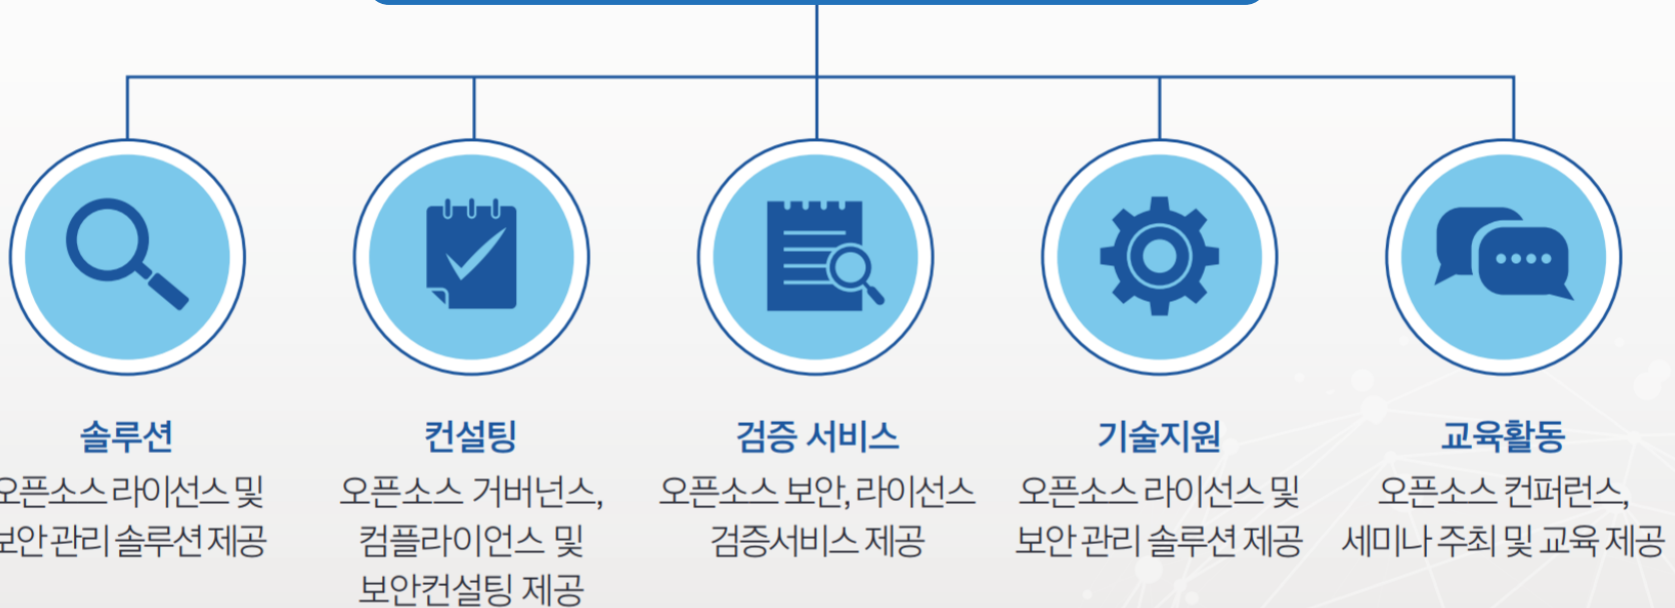 솔루션
오픈소스 라이선스 및
보안 관리 솔루션 제공
컨설팅
오픈소스 거버넌스,
컴플라이언스 및
보안컨설팅 제공
검증 서비스
오픈소스 보안, 라이선스
검증서비스 제공
기술지원
오픈소스 라이선스 및
보안 관리 솔루션 제공
교육활동
오픈소스 컨퍼런스,
세미나 주최 및 교육 제공